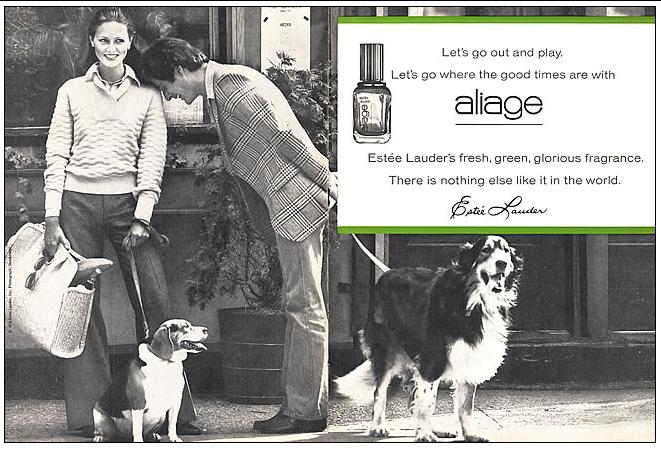 Let's go out and play.
Let's go where the good times are with
aliage
Estée Lauder's fresh, green, glorious fragrance.
There is nothing else like it in the world.
Estée Lauder